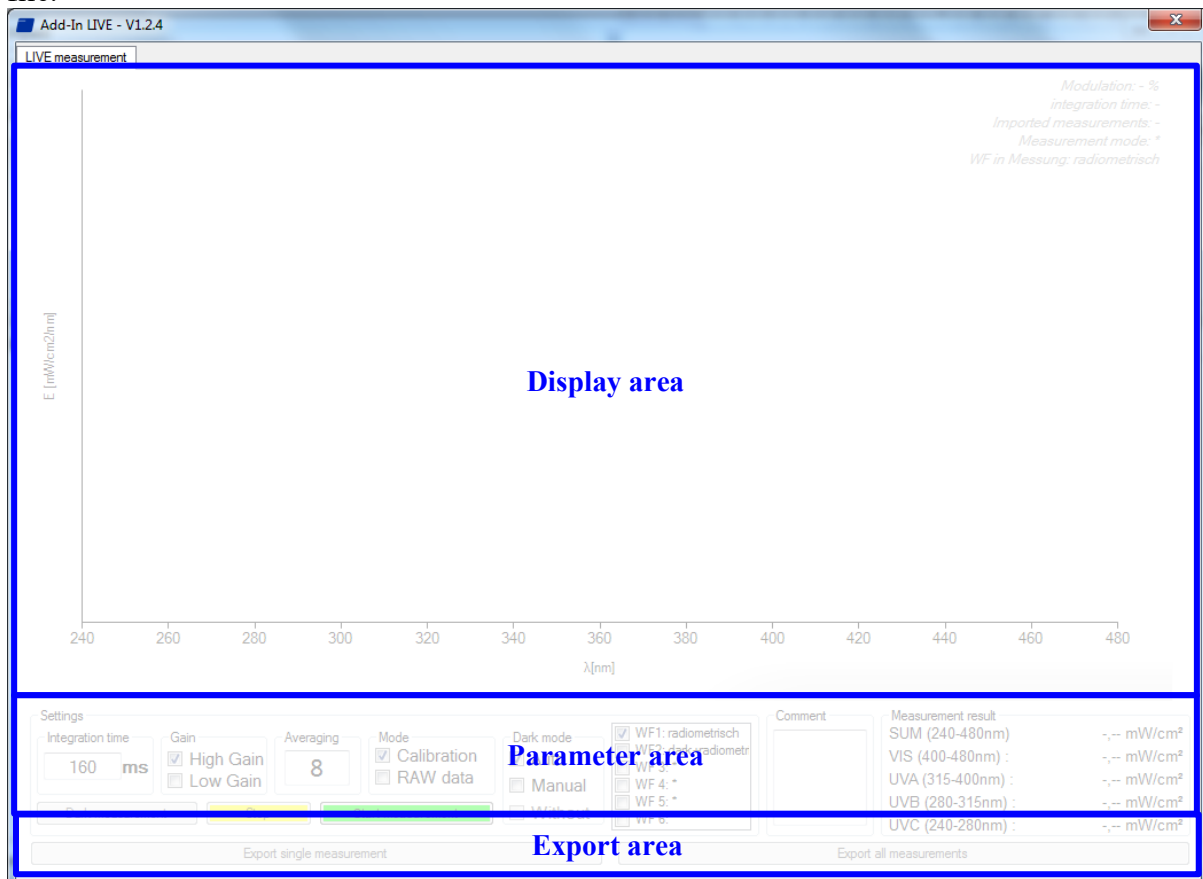 Add-In LIVE - V1.2.4
LIVE measurement
Modulation: - %
integration time: -
Imported measurements: -
Measurement mode: *
WF in Messung: radiometrisch
E [mW/cm2/nm]
Display area
240 260 280 300 320 340 360 380 400 420 440 460 480
λ[nm]
Settings
Integration time
160 ms
Gain
High Gain
Low Gain
Averaging
8
Mode
Calibration
RAW data
Dark mode
Manual
Without
WF1: radiometrisch
WF 4: *
WF 5: *
WF 6:
Parameter area
Comment
Measurement result
SUM (240-480nm) -,-- mW/cm²
VIS (400-480nm) : -,-- mW/cm²
UVA (315-400nm) : -,-- mW/cm²
UVB (280-315nm) : -,-- mW/cm²
UVC (240-280nm) : -,-- mW/cm²
Export single measurement
Export area
Export all measurements